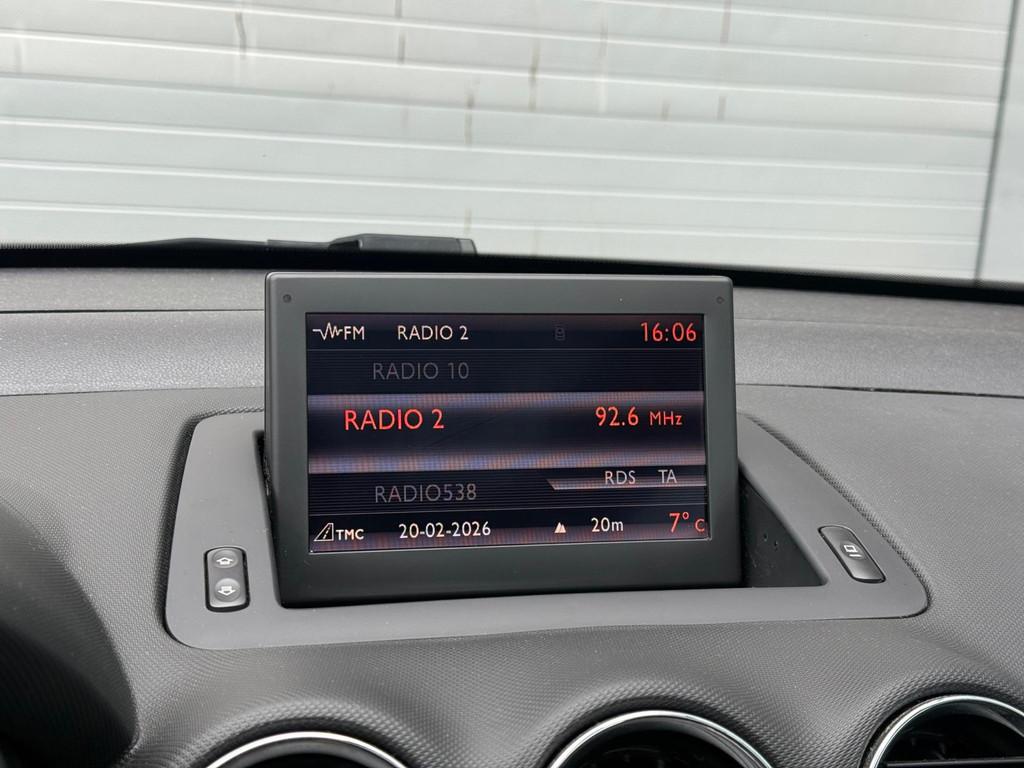 FM RADIO 2 16:06
RADIO 10
RADIO 2 92.6 MHz
RDS TA
RADIO538
TMC 20-02-2026 20m 7° C